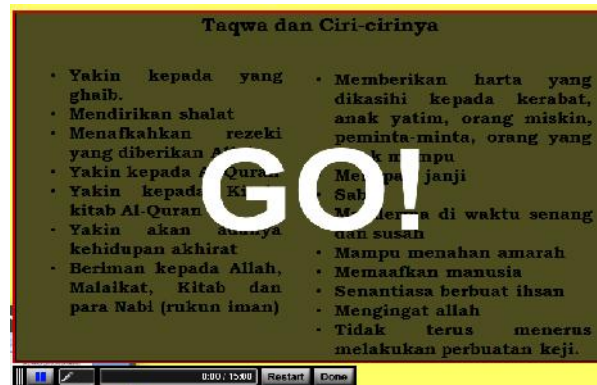 Taqwa dan Ciri-cirinya
• Yakin kepada yang
ghaib.
• Mendirikan shalat
• Menafkahkan rezeki
yang diberikan
• Yakin kepada
• Yakin kepada
kitab Al-Quran
• Yakin akan
kehidupan akhirat
• Beriman kepada Allah,
Malaikat, Kitab dan
para Nabi (rukun iman)
• Memberikan harta yang
dikasihi kepada kerabat,
anak yatim, orang miskin,
peminta-minta, orang yang
janji
di waktu senang
dan susah
• Mampu menahan amarah
• Memaafkan manusia
• Senantiasa berbuat ihsan
• Mengingat allah
• Tidak terus menerus
melakukan perbuatan keji.
GO!
0:00 / 15:00 Restart Done